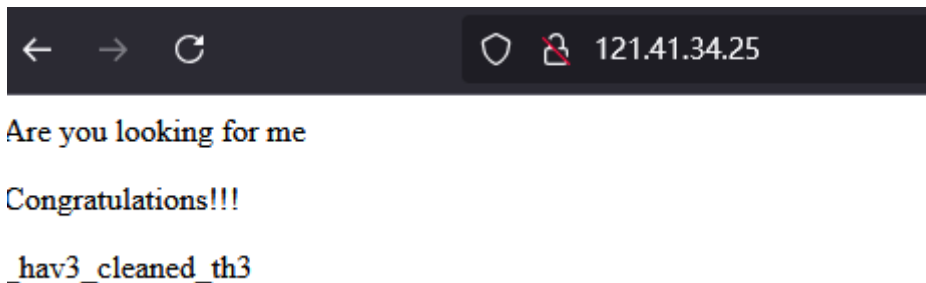 121.41.34.25
Are you looking for me
Congratulations!!!
_hav3_cleaned_th3